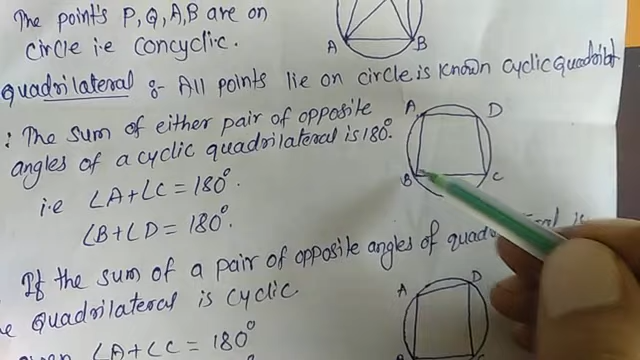 The points P, Q, A, B are on
circle i.e concyclic.
A B
Quadrilateral :- All points lie on circle is known cyclic quadrilat
: The sum of either pair of opposite
angles of a cyclic quadrilateral is 180°.
A D
B C
i.e ∠A+∠C = 180°.
∠B+∠D = 180°.
If the sum of a pair of opposite angles of quad is
quadrilateral is cyclic
A D
∠A+∠C = 180°
B